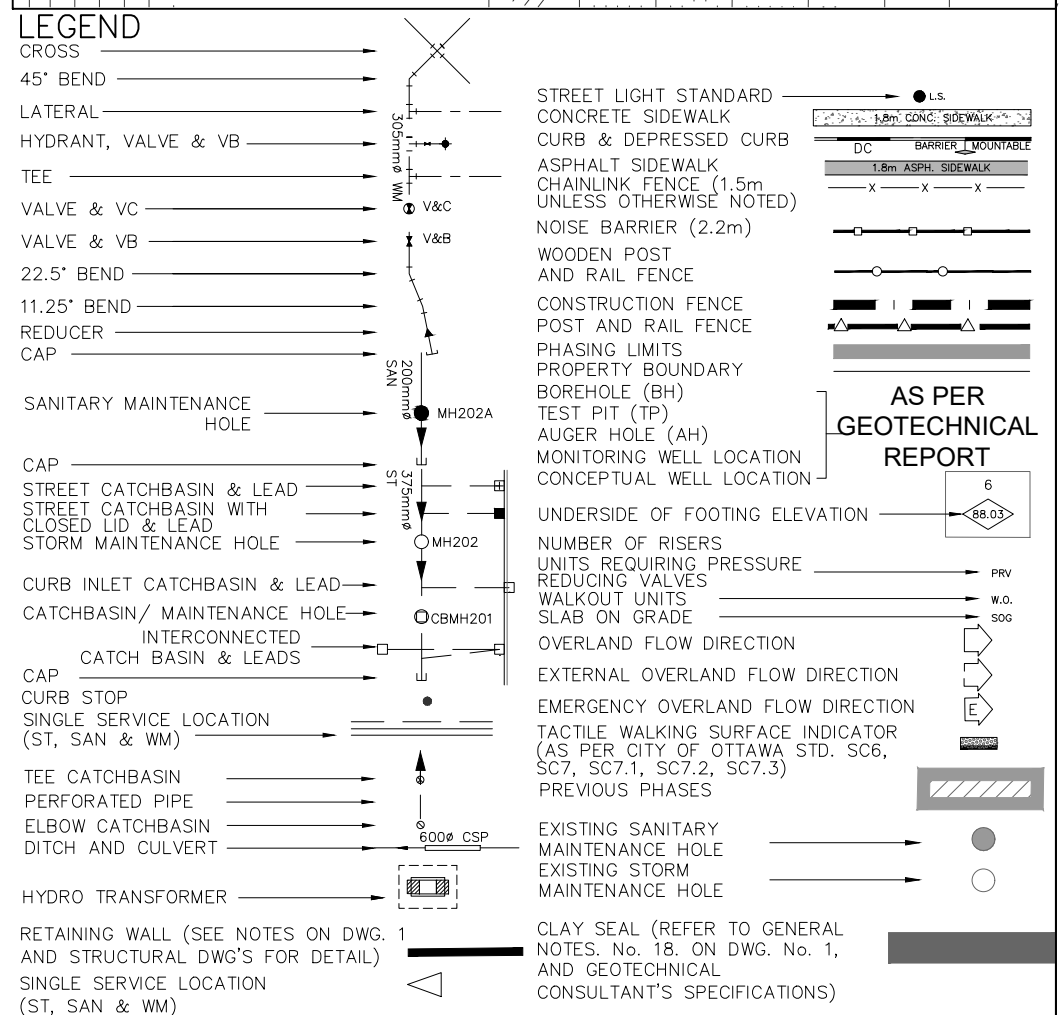 LEGEND
CROSS
45° BEND
LATERAL
HYDRANT, VALVE & VB
TEE
305mmø WM
VALVE & VC
V&C
VALVE & VB
V&B
22.5° BEND
11.25° BEND
REDUCER
CAP
200mmø
SAN
SANITARY MAINTENANCE
HOLE
MH202A
CAP
375mmø
ST
STREET CATCHBASIN & LEAD
STREET CATCHBASIN WITH
CLOSED LID & LEAD
STORM MAINTENANCE HOLE
MH202
CURB INLET CATCHBASIN & LEAD
CATCHBASIN/ MAINTENANCE HOLE
CBMH201
INTERCONNECTED
CATCH BASIN & LEADS
CAP
CURB STOP
SINGLE SERVICE LOCATION
(ST, SAN & WM)
TEE CATCHBASIN
PERFORATED PIPE
ELBOW CATCHBASIN
DITCH AND CULVERT
600ø CSP
HYDRO TRANSFORMER
RETAINING WALL (SEE NOTES ON DWG. 1
AND STRUCTURAL DWG'S FOR DETAIL)
SINGLE SERVICE LOCATION
(ST, SAN & WM)
STREET LIGHT STANDARD
L.S.
CONCRETE SIDEWALK
1.8m CONC. SIDEWALK
CURB & DEPRESSED CURB
DC
BARRIER
MOUNTABLE
ASPHALT SIDEWALK
1.8m ASPH. SIDEWALK
CHAINLINK FENCE (1.5m
UNLESS OTHERWISE NOTED)
X X X
NOISE BARRIER (2.2m)
WOODEN POST
AND RAIL FENCE
CONSTRUCTION FENCE
POST AND RAIL FENCE
PHASING LIMITS
PROPERTY BOUNDARY
BOREHOLE (BH)
TEST PIT (TP)
AUGER HOLE (AH)
MONITORING WELL LOCATION
CONCEPTUAL WELL LOCATION
AS PER
GEOTECHNICAL
REPORT
6
UNDERSIDE OF FOOTING ELEVATION
88.03
NUMBER OF RISERS
UNITS REQUIRING PRESSURE
REDUCING VALVES
PRV
WALKOUT UNITS
W.O.
SLAB ON GRADE
SOG
OVERLAND FLOW DIRECTION
EXTERNAL OVERLAND FLOW DIRECTION
EMERGENCY OVERLAND FLOW DIRECTION
E
TACTILE WALKING SURFACE INDICATOR
(AS PER CITY OF OTTAWA STD. SC6,
SC7, SC7.1, SC7.2, SC7.3)
PREVIOUS PHASES
EXISTING SANITARY
MAINTENANCE HOLE
EXISTING STORM
MAINTENANCE HOLE
CLAY SEAL (REFER TO GENERAL
NOTES. No. 18. ON DWG. No. 1,
AND GEOTECHNICAL
CONSULTANT'S SPECIFICATIONS)